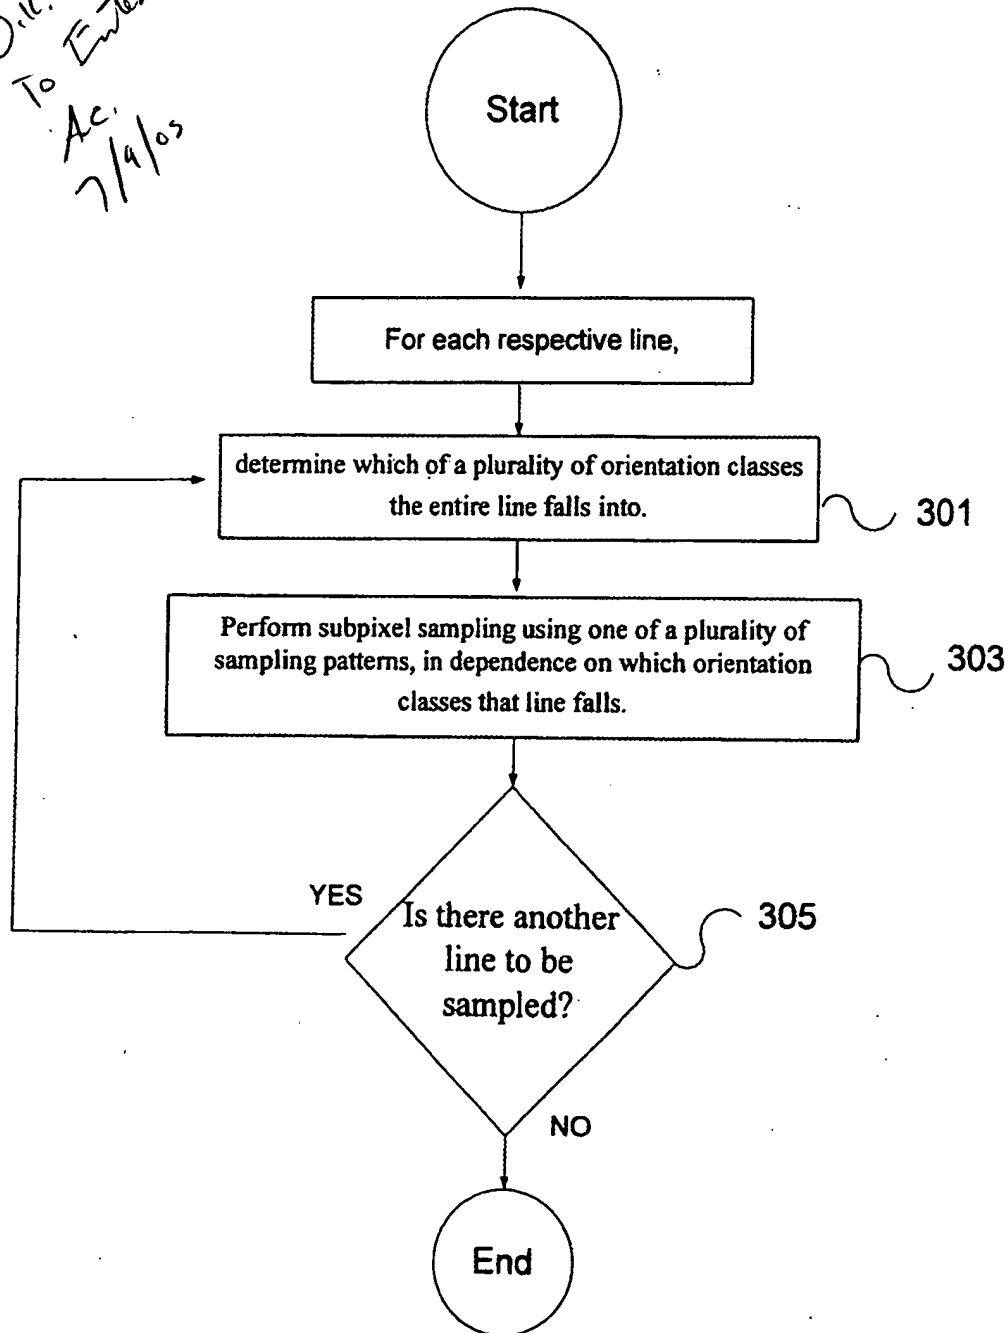 O.K.
To Enter
Ac.
7/9/05
Start
For each respective line,
determine which of a plurality of orientation classes
the entire line falls into.
301
Perform subpixel sampling using one of a plurality of
sampling patterns, in dependence on which orientation
classes that line falls.
303
YES
Is there another
line to be
sampled?
305
NO
End